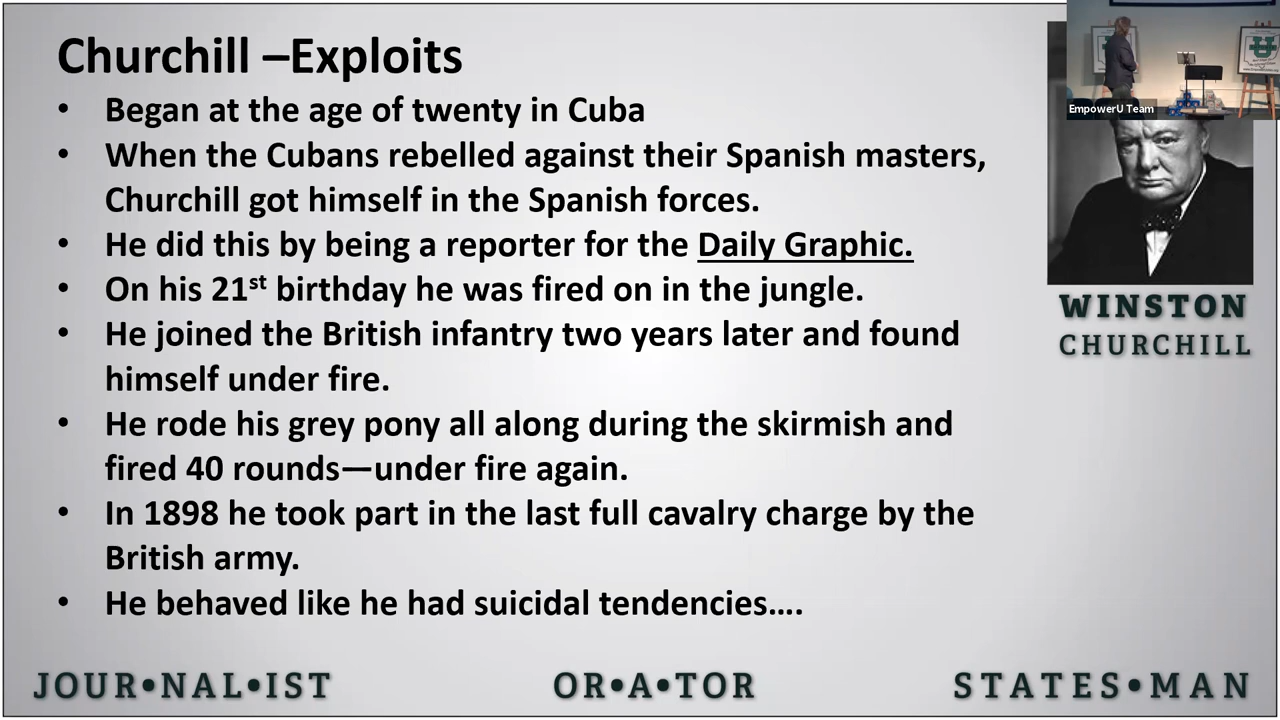 Churchill –Exploits
• Began at the age of twenty in Cuba
• When the Cubans rebelled against their Spanish masters,
Churchill got himself in the Spanish forces.
• He did this by being a reporter for the Daily Graphic.
• On his 21st birthday he was fired on in the jungle.
• He joined the British infantry two years later and found
himself under fire.
• He rode his grey pony all along during the skirmish and
fired 40 rounds—under fire again.
• In 1898 he took part in the last full cavalry charge by the
British army.
• He behaved like he had suicidal tendencies….
EmpowerU Team
WINSTON
CHURCHILL
JOUR•NAL•IST
OR•A•TOR
STATES•MAN